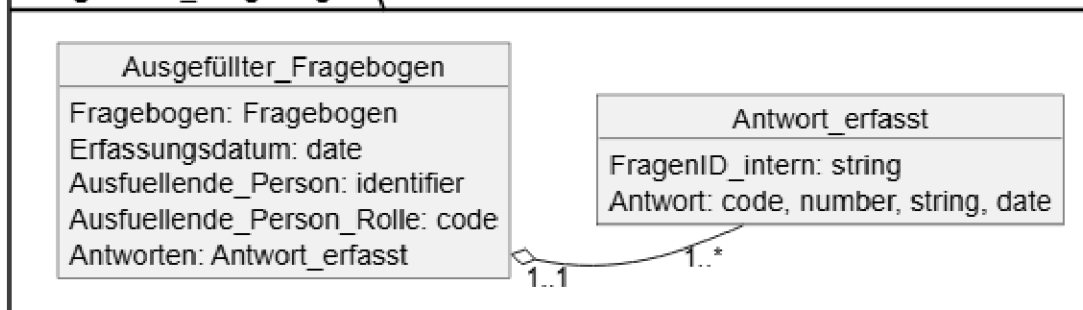 Ausgefüllter_Fragebogen
Fragebogen: Fragebogen
Erfassungsdatum: date
Ausfuellende_Person: identifier
Ausfuellende_Person_Rolle: code
Antworten: Antwort_erfasst
1..1
Antwort_erfasst
FragenID_intern: string
Antwort: code, number, string, date
1..*